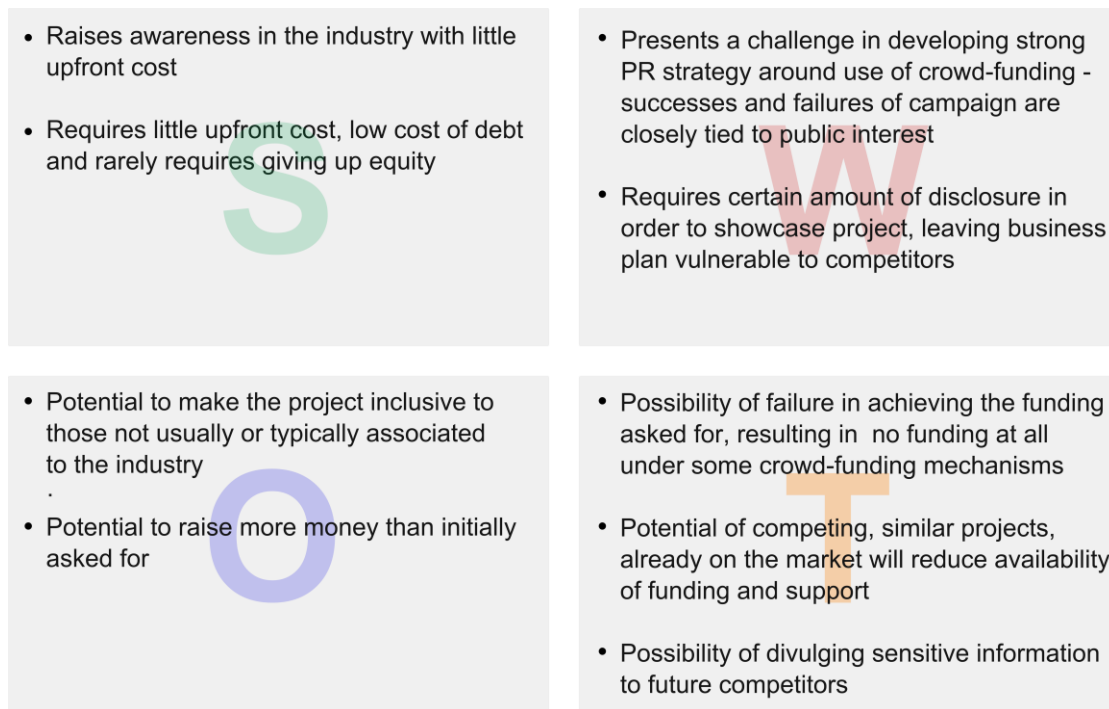 • Raises awareness in the industry with little
upfront cost
• Requires little upfront cost, low cost of debt
and rarely requires giving up equity
S
• Presents a challenge in developing strong
PR strategy around use of crowd-funding -
successes and failures of campaign are
closely tied to public interest
• Requires certain amount of disclosure in
order to showcase project, leaving business
plan vulnerable to competitors
W
• Potential to make the project inclusive to
those not usually or typically associated
to the industry
.
• Potential to raise more money than initially
asked for
O
• Possibility of failure in achieving the funding
asked for, resulting in  no funding at all
under some crowd-funding mechanisms
• Potential of competing, similar projects,
already on the market will reduce availability
of funding and support
• Possibility of divulging sensitive information
to future competitors
T